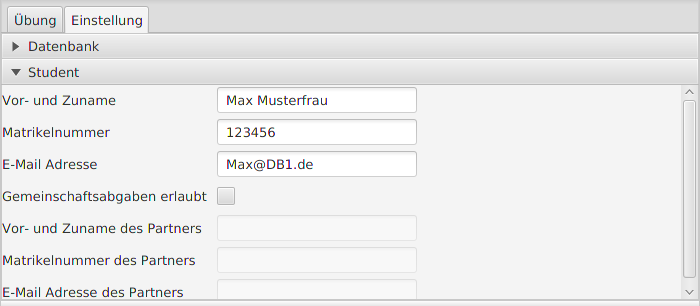 Übung Einstellung
Datenbank
Student
Vor- und Zuname Max Musterfrau
Matrikelnummer 123456
E-Mail Adresse Max@DB1.de
Gemeinschaftsabgaben erlaubt
Vor- und Zuname des Partners
Matrikelnummer des Partners
E-Mail Adresse des Partners